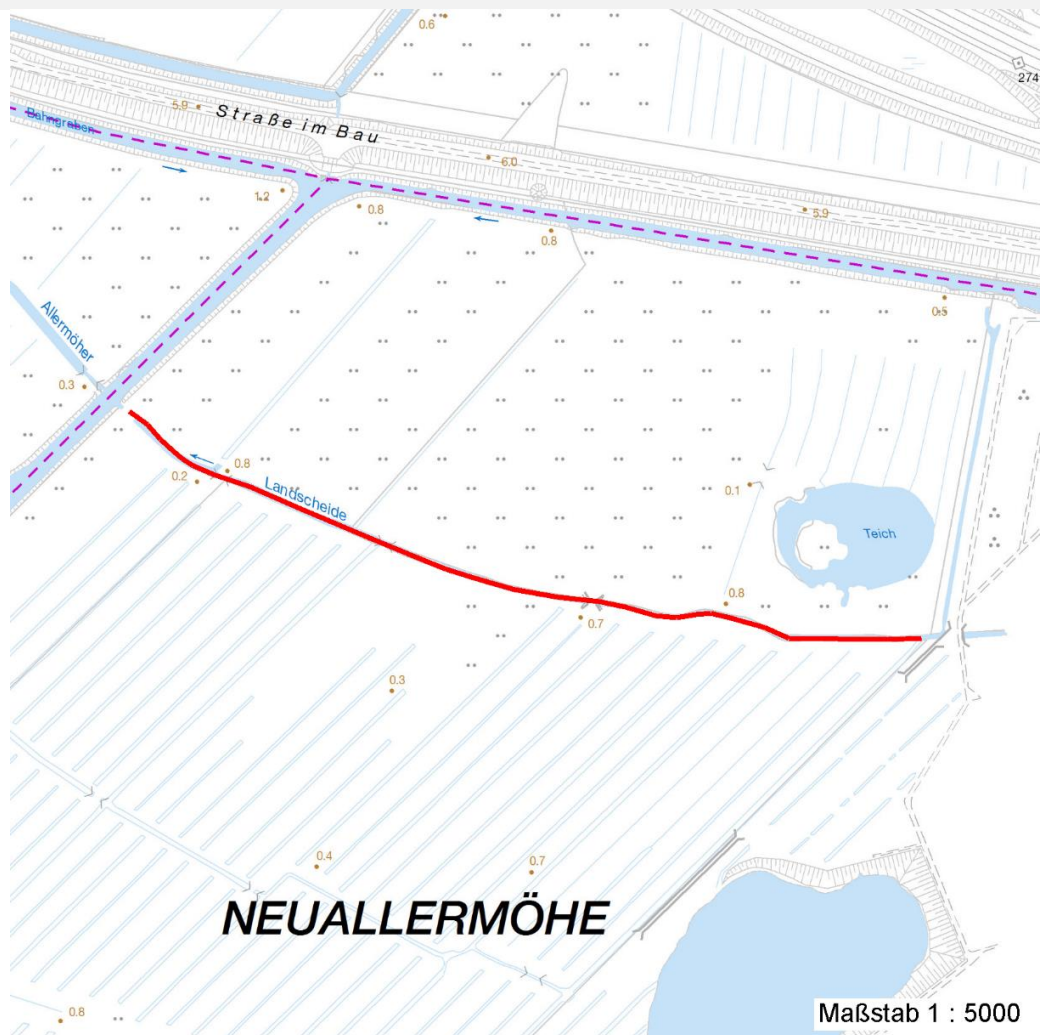 0.6
274
5.9
Straße im Bau
Bahngraben
6.0
1.2
0.8
5.9
0.8
0.5
Allermöher
0.3
0.8
0.2
Landscheide
0.1
Teich
0.8
0.7
0.3
0.4
0.7
NEUALLERMÖHE
0.8
Maßstab 1 : 5000